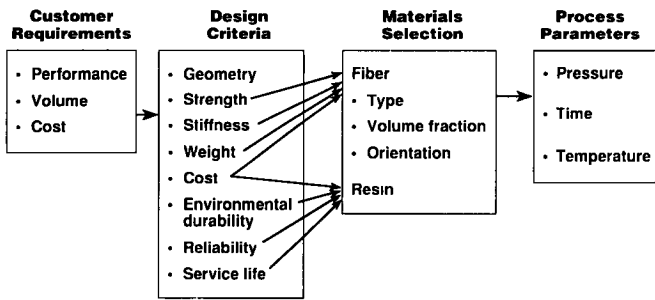 Customer
Requirements
• Performance
• Volume
• Cost
Design
Criteria
• Geometry
• Strength
• Stiffness
• Weight
• Cost
• Environmental
durability
• Reliability
• Service life
Materials
Selection
Fiber
• Type
• Volume fraction
• Orientation
Resin
Process
Parameters
• Pressure
• Time
• Temperature